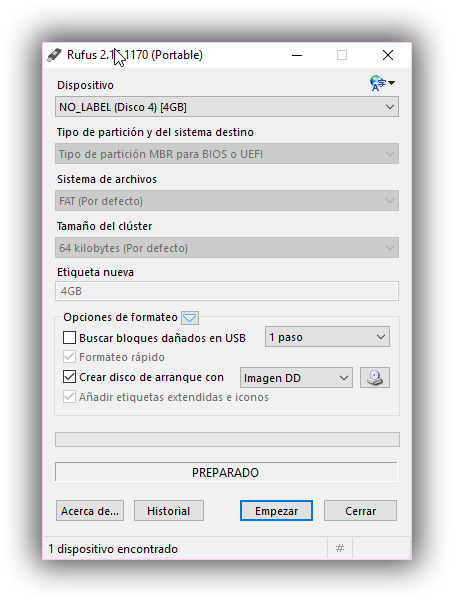 Rufus 2.1 .1170 (Portable)
Dispositivo
NO_LABEL (Disco 4) [4GB]
Tipo de partición y del sistema destino
Tipo de partición MBR para BIOS o UEFI
Sistema de archivos
FAT (Por defecto)
Tamaño del clúster
64 kilobytes (Por defecto)
Etiqueta nueva
4GB
Opciones de formateo
Buscar bloques dañados en USB 1 paso
Formateo rápido
Crear disco de arranque con Imagen DD
Añadir etiquetas extendidas e iconos
PREPARADO
Acerca de... Historial Empezar Cerrar
1 dispositivo encontrado #